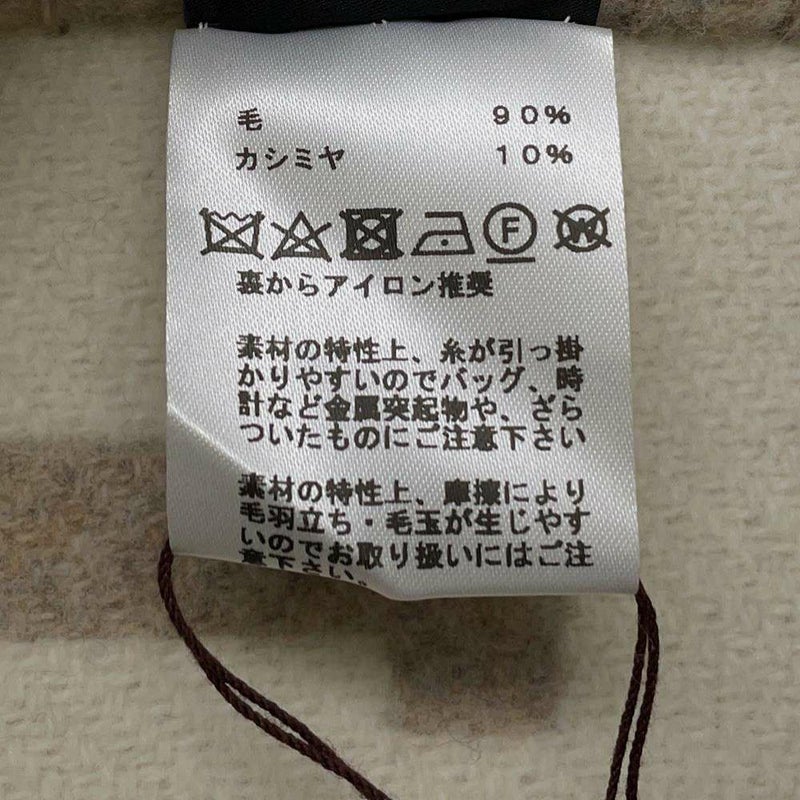 毛 90%
カシミヤ 10%
F W
裏からアイロン推奨
素材の特性上、糸が引っ掛
かりやすいのでバッグ、時
計など金属突起物や、ざら
ついたものにご注意下さい
素材の特性上、摩擦により
毛羽立ち・毛玉が生じやす
いのでお取り扱いにはご注
意下さい。